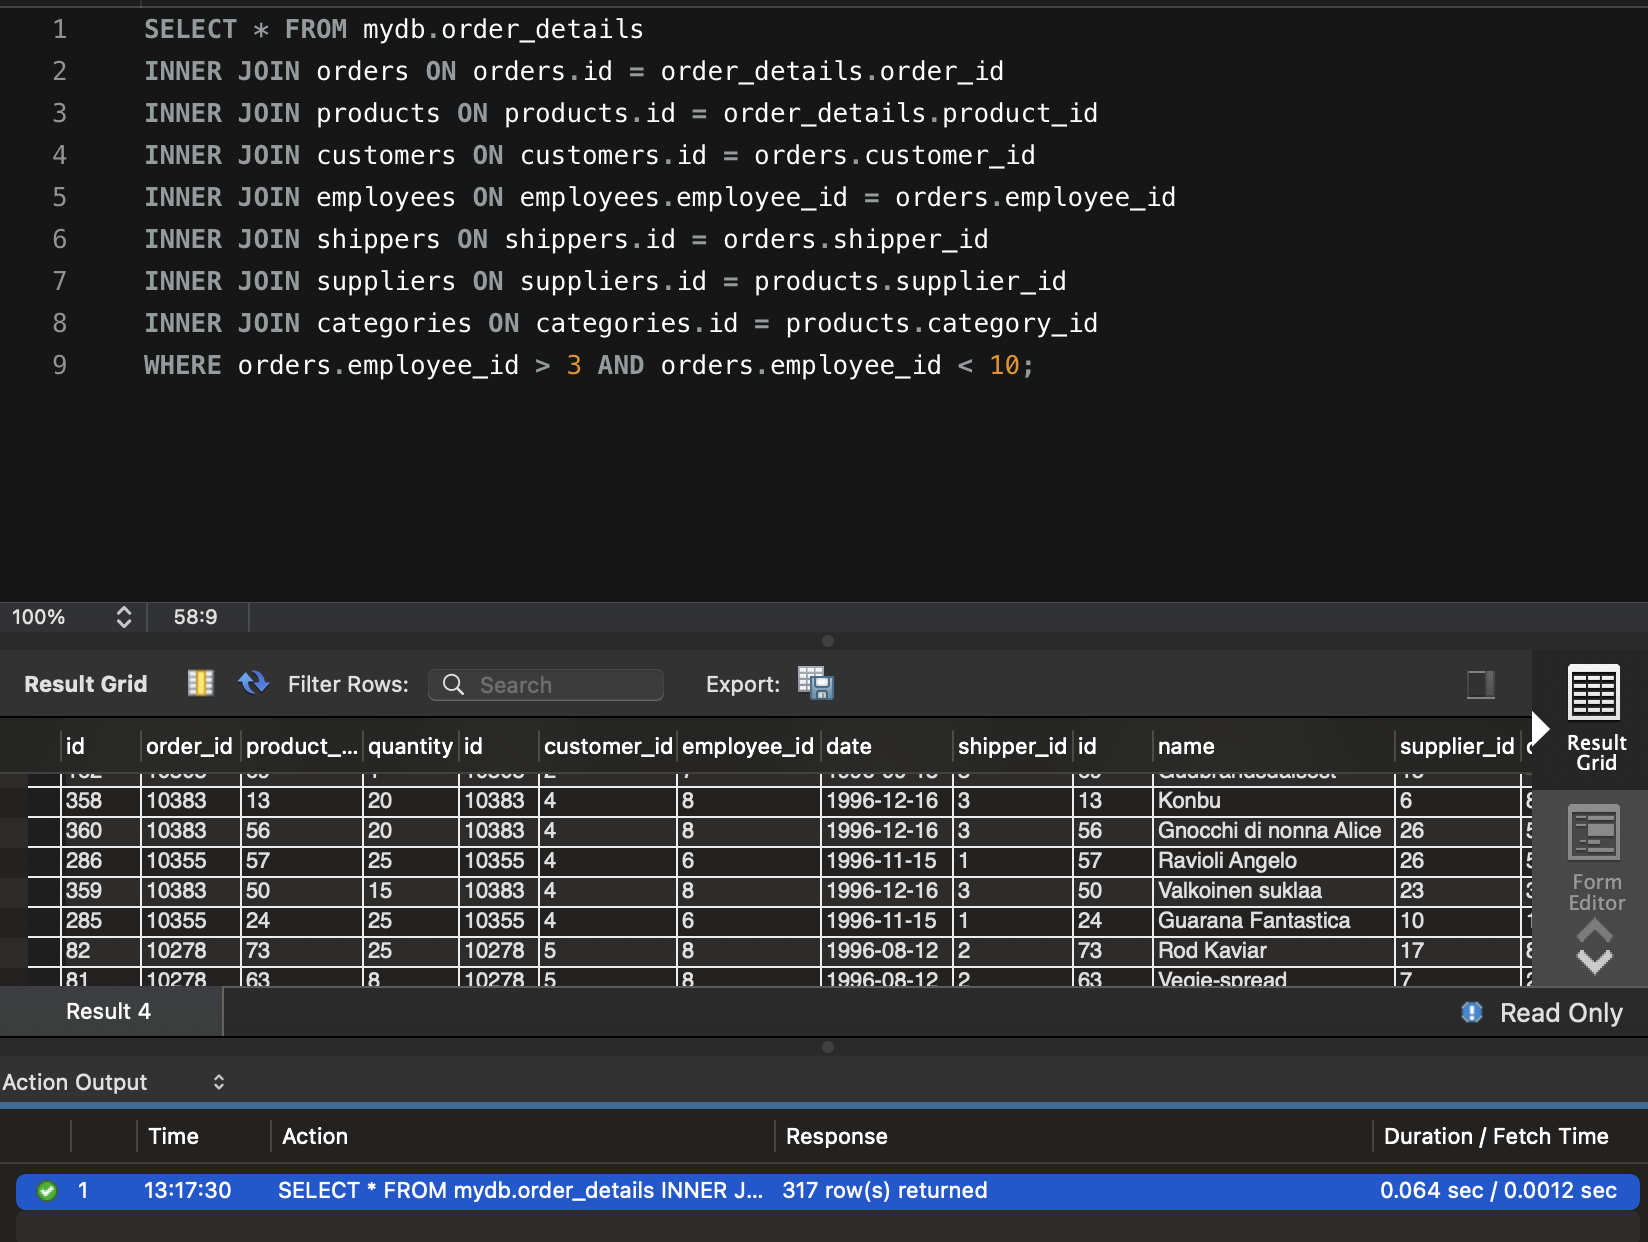 1 SELECT * FROM mydb.order_details
2 INNER JOIN orders ON orders.id = order_details.order_id
3 INNER JOIN products ON products.id = order_details.product_id
4 INNER JOIN customers ON customers.id = orders.customer_id
5 INNER JOIN employees ON employees.employee_id = orders.employee_id
6 INNER JOIN shippers ON shippers.id = orders.shipper_id
7 INNER JOIN suppliers ON suppliers.id = products.supplier_id
8 INNER JOIN categories ON categories.id = products.category_id
9 WHERE orders.employee_id > 3 AND orders.employee_id < 10;
100% 58:9
Result Grid Filter Rows: Search Export:
id order_id product_... quantity id customer_id employee_id date shipper_id id name supplier_id
358 10383 13 20 10383 4 8 1996-12-16 3 13 Konbu 6
360 10383 56 20 10383 4 8 1996-12-16 3 56 Gnocchi di nonna Alice 26
286 10355 57 25 10355 4 6 1996-11-15 1 57 Ravioli Angelo 26
359 10383 50 15 10383 4 8 1996-12-16 3 50 Valkoinen suklaa 23
285 10355 24 25 10355 4 6 1996-11-15 1 24 Guarana Fantastica 10
82 10278 73 25 10278 5 8 1996-08-12 2 73 Rod Kaviar 17
81 10278 63 8 10278 5 8 1996-08-12 2 63 Vegie-spread 7
Result
Grid
Form
Editor
Result 4 Read Only
Action Output
Time Action Response Duration / Fetch Time
1 13:17:30 SELECT * FROM mydb.order_details INNER J... 317 row(s) returned 0.064 sec / 0.0012 sec